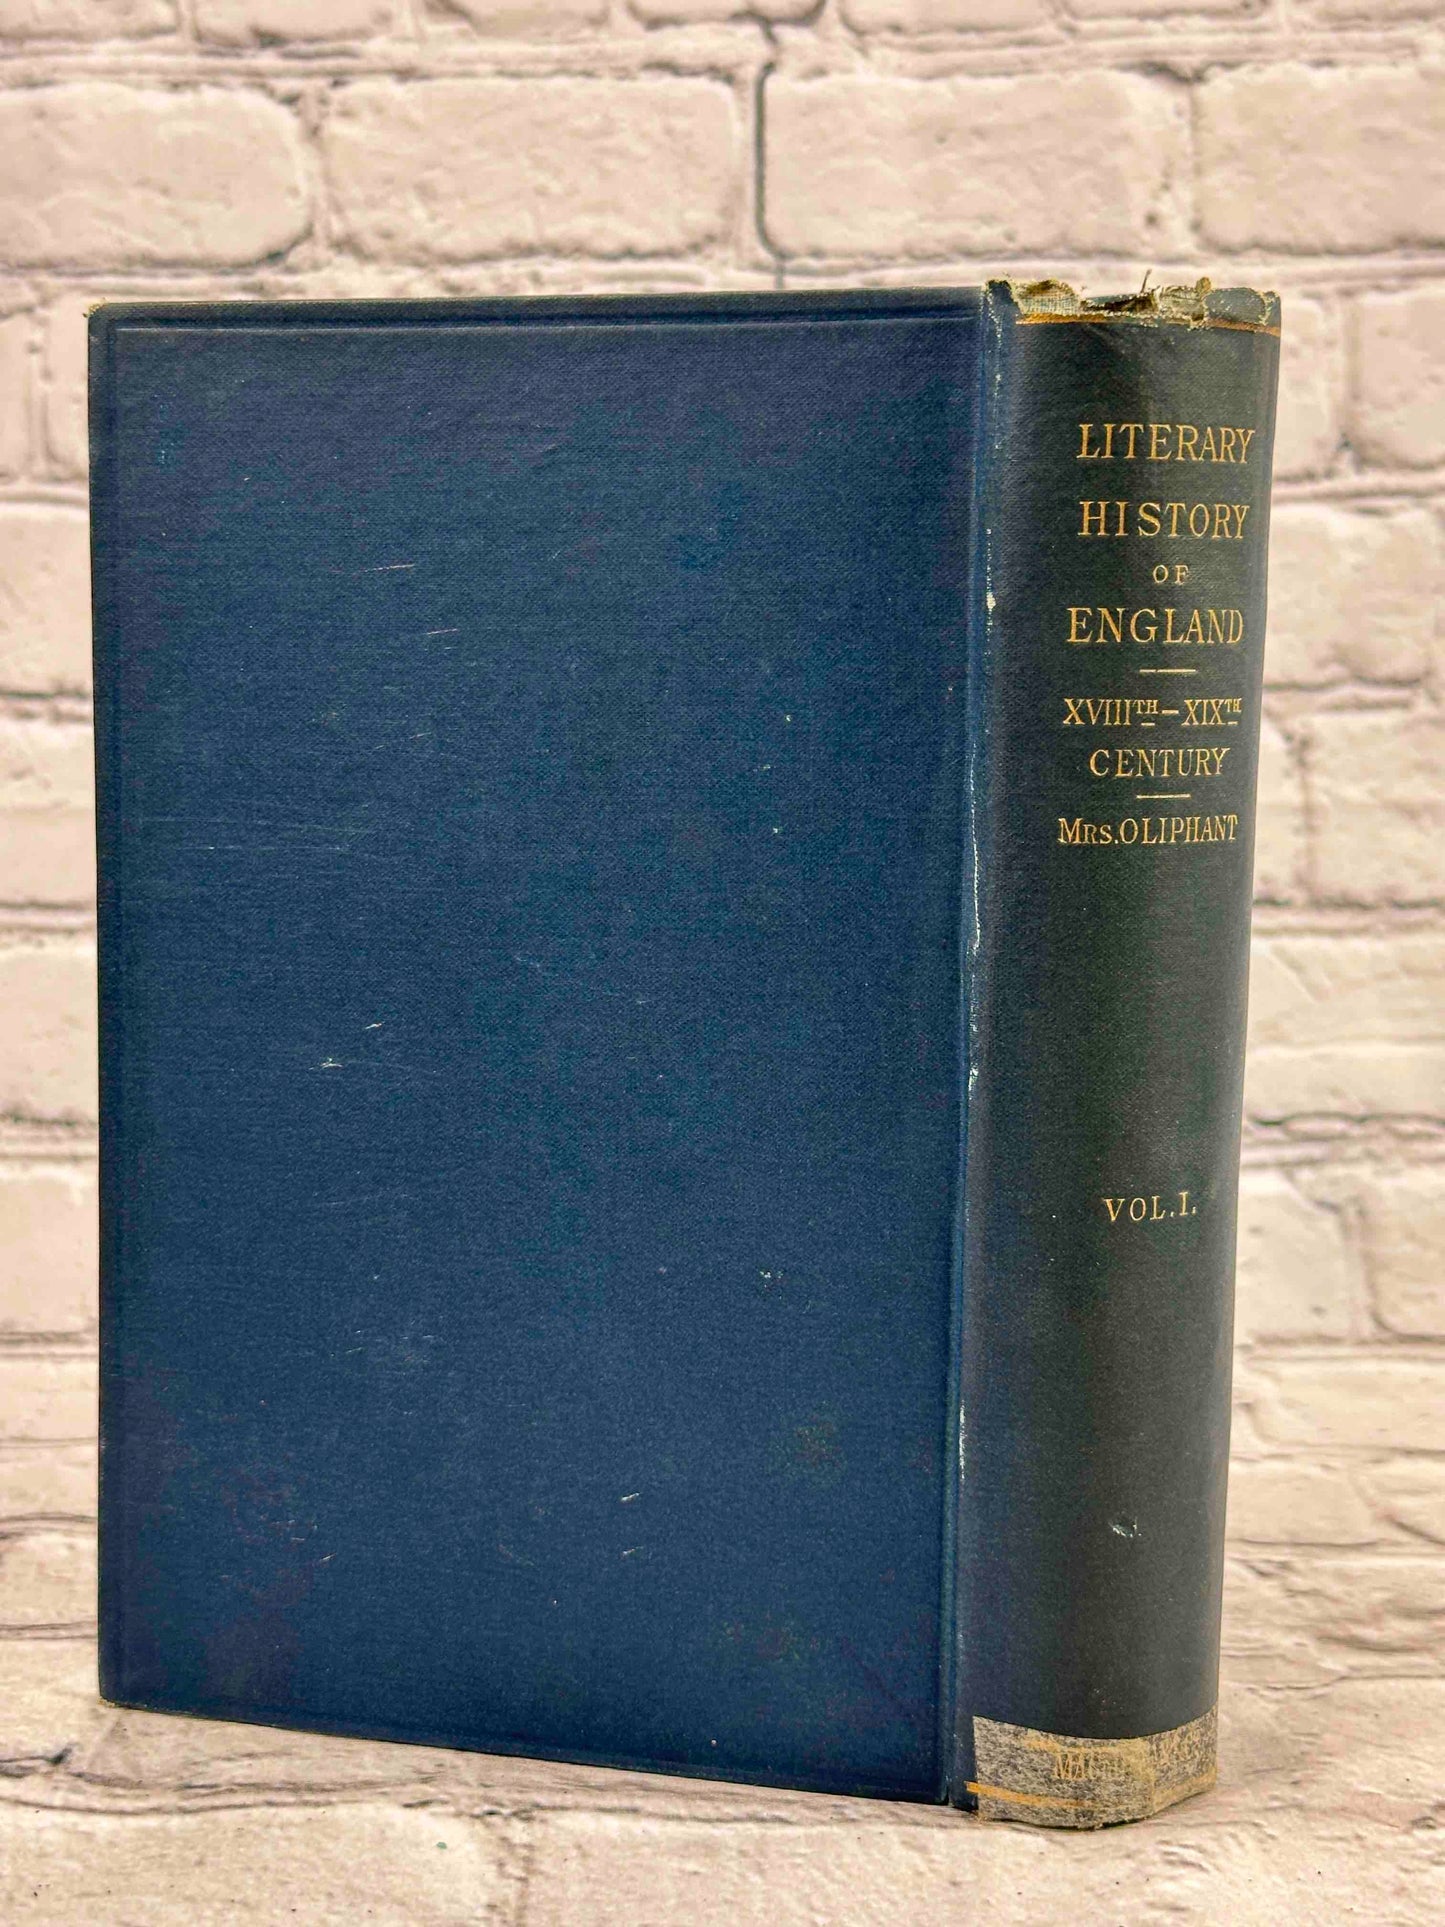 LITERARY
HISTORY
OF
ENGLAND
XVIIITH–XIXTH
CENTURY
MRS. OLIPHANT
VOL. I.